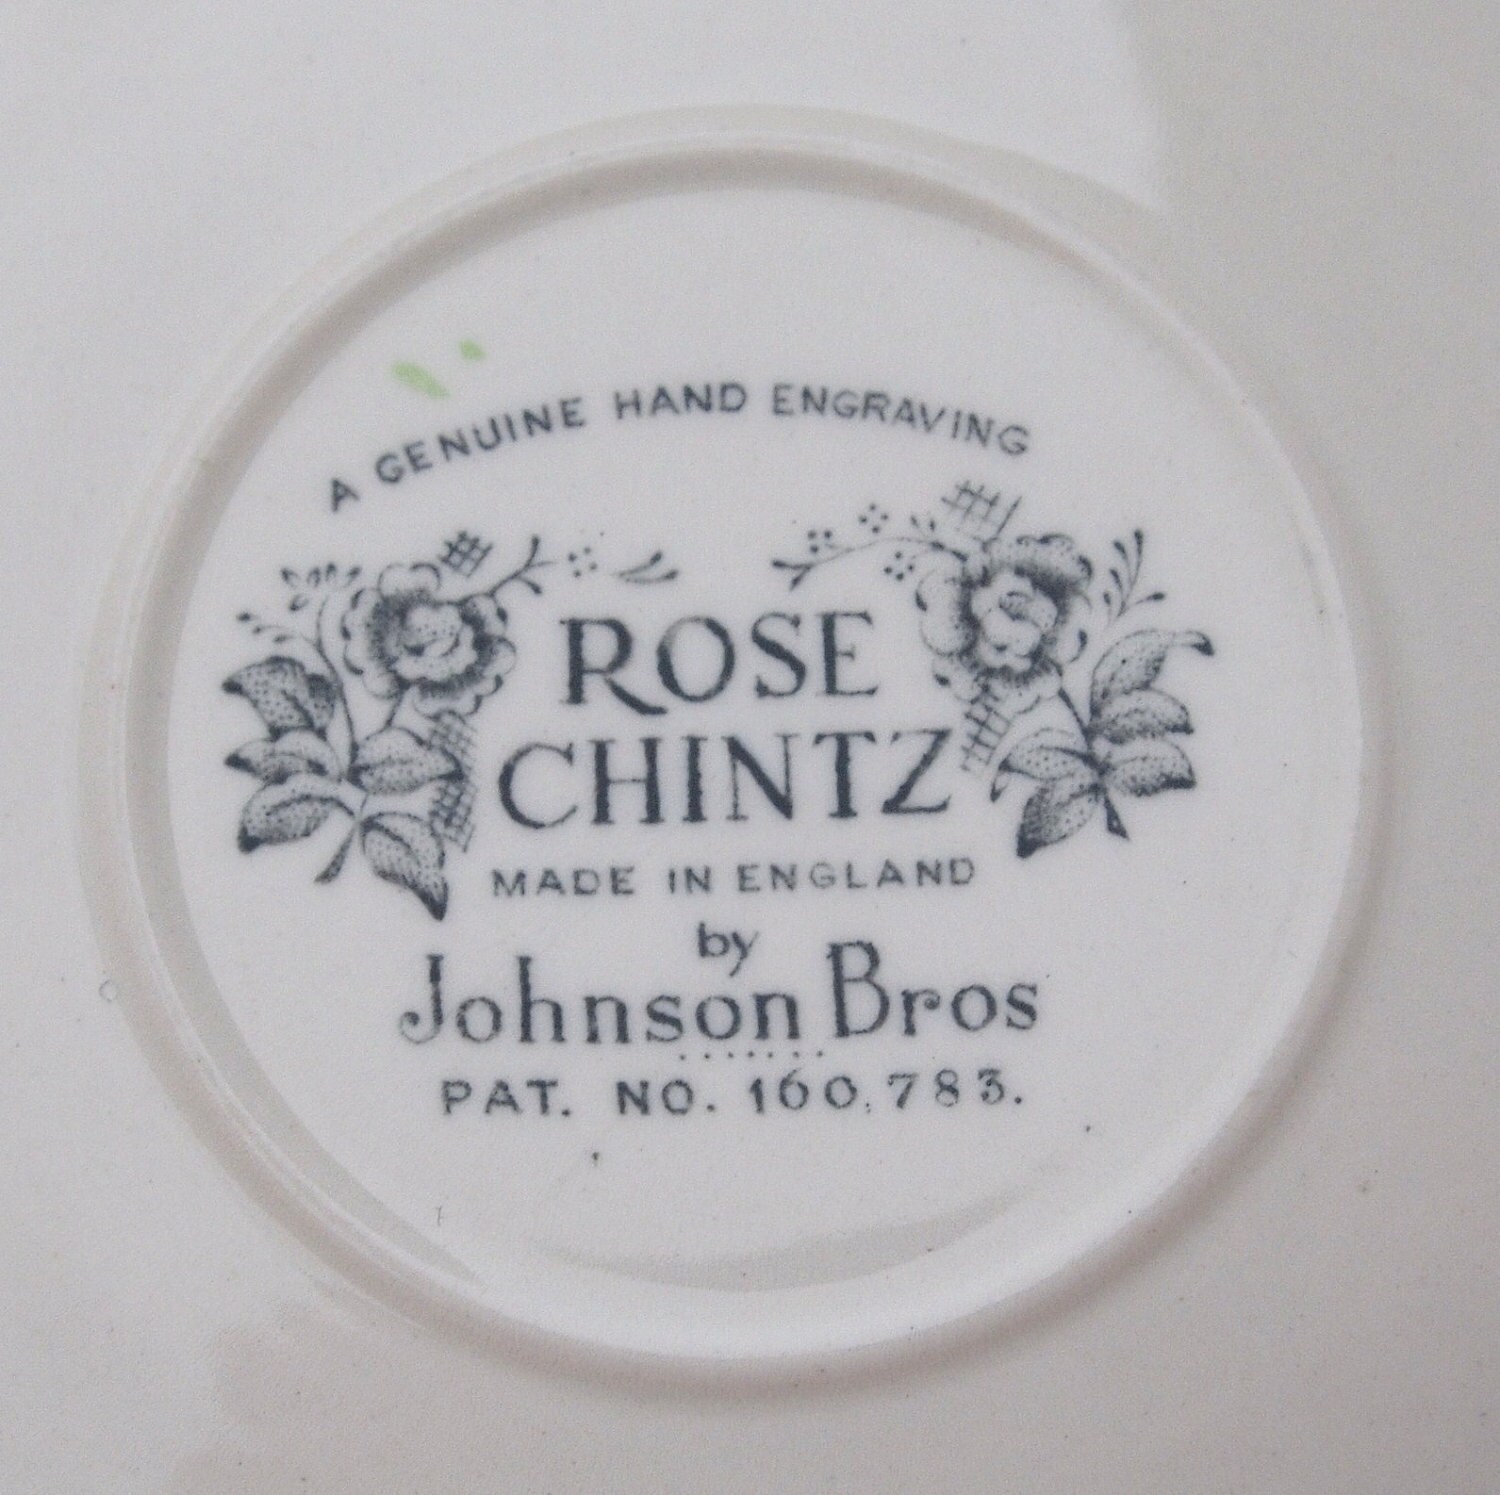 A GENUINE HAND ENGRAVING
ROSE
CHINTZ
MADE IN ENGLAND
by
Johnson Bros
PAT. NO. 160,783.